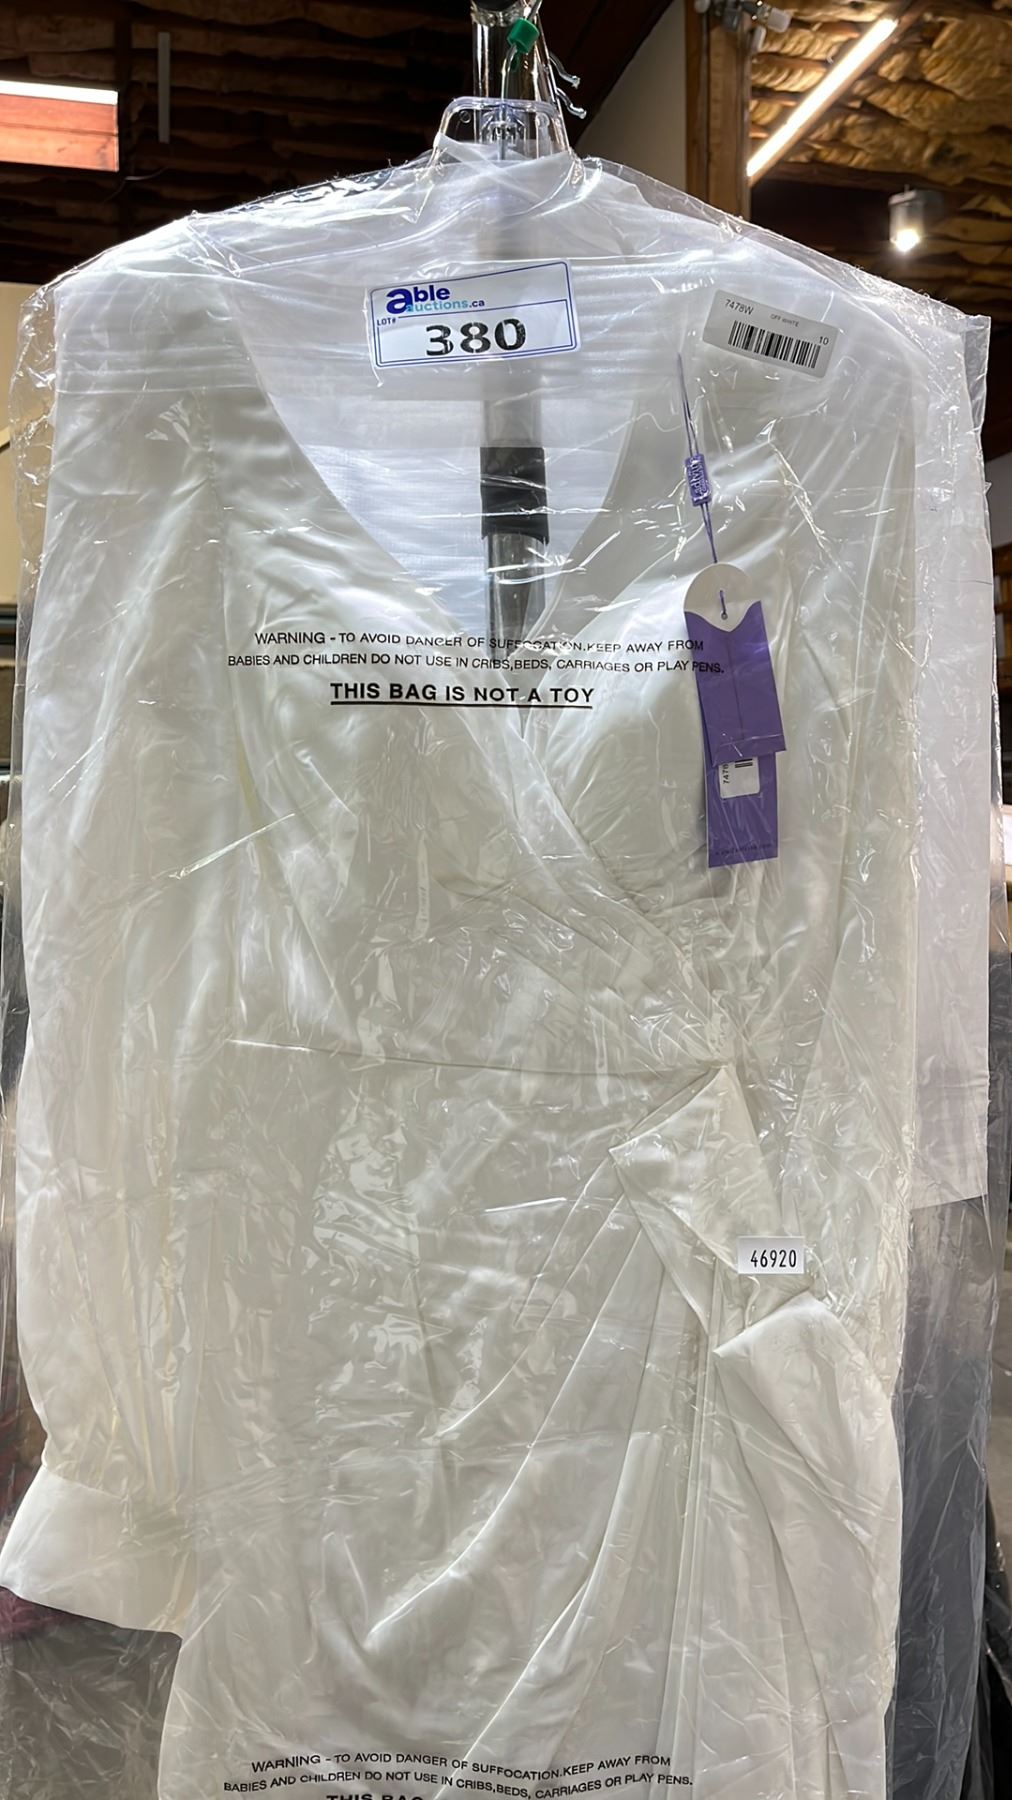 able
auctions.ca
LOT#
380
7478W OFF WHITE 10
WARNING - TO AVOID DANGER OF SUFFOCATION.KEEP AWAY FROM
BABIES AND CHILDREN DO NOT USE IN CRIBS,BEDS, CARRIAGES OR PLAY PENS.
THIS BAG IS NOT A TOY
7478
46920
WARNING - TO AVOID DANGER OF SUFFOCATION.KEEP AWAY FROM
BABIES AND CHILDREN DO NOT USE IN CRIBS,BEDS, CARRIAGES OR PLAY PENS.
THIS BAG